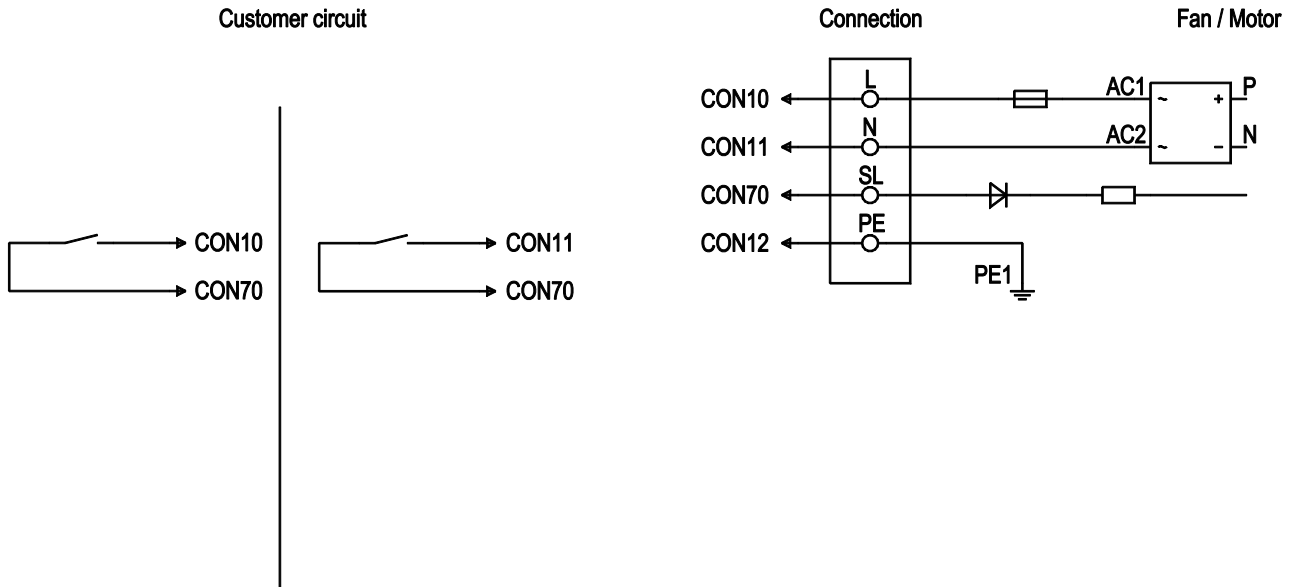 Customer circuit
Connection
Fan / Motor
CON10
CON70
CON11
CON70
CON10
L
AC1
~
+
P
CON11
N
AC2
~
−
N
CON70
SL
CON12
PE
PE1